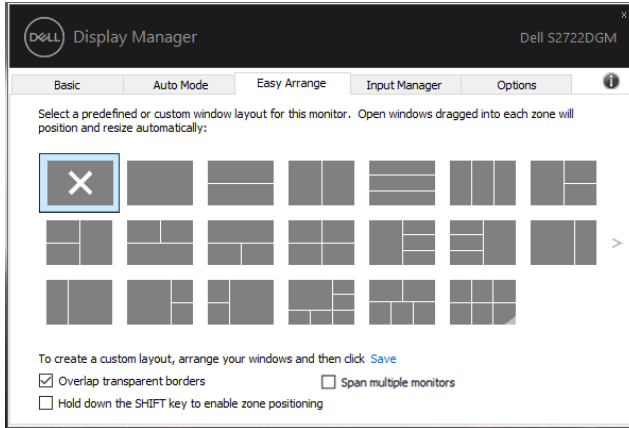 DELL Display Manager
Dell S2722DGM
Basic Auto Mode Easy Arrange Input Manager Options
Select a predefined or custom window layout for this monitor. Open windows dragged into each zone will
position and resize automatically:
To create a custom layout, arrange your windows and then click Save
Overlap transparent borders
Span multiple monitors
Hold down the SHIFT key to enable zone positioning